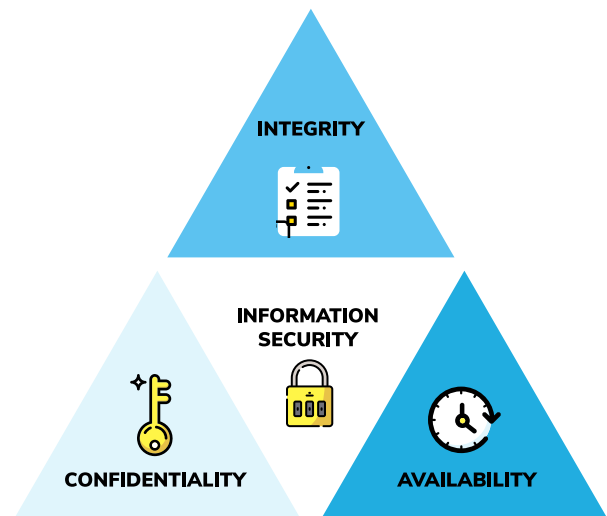 INTEGRITY
INFORMATION
SECURITY
CONFIDENTIALITY
AVAILABILITY